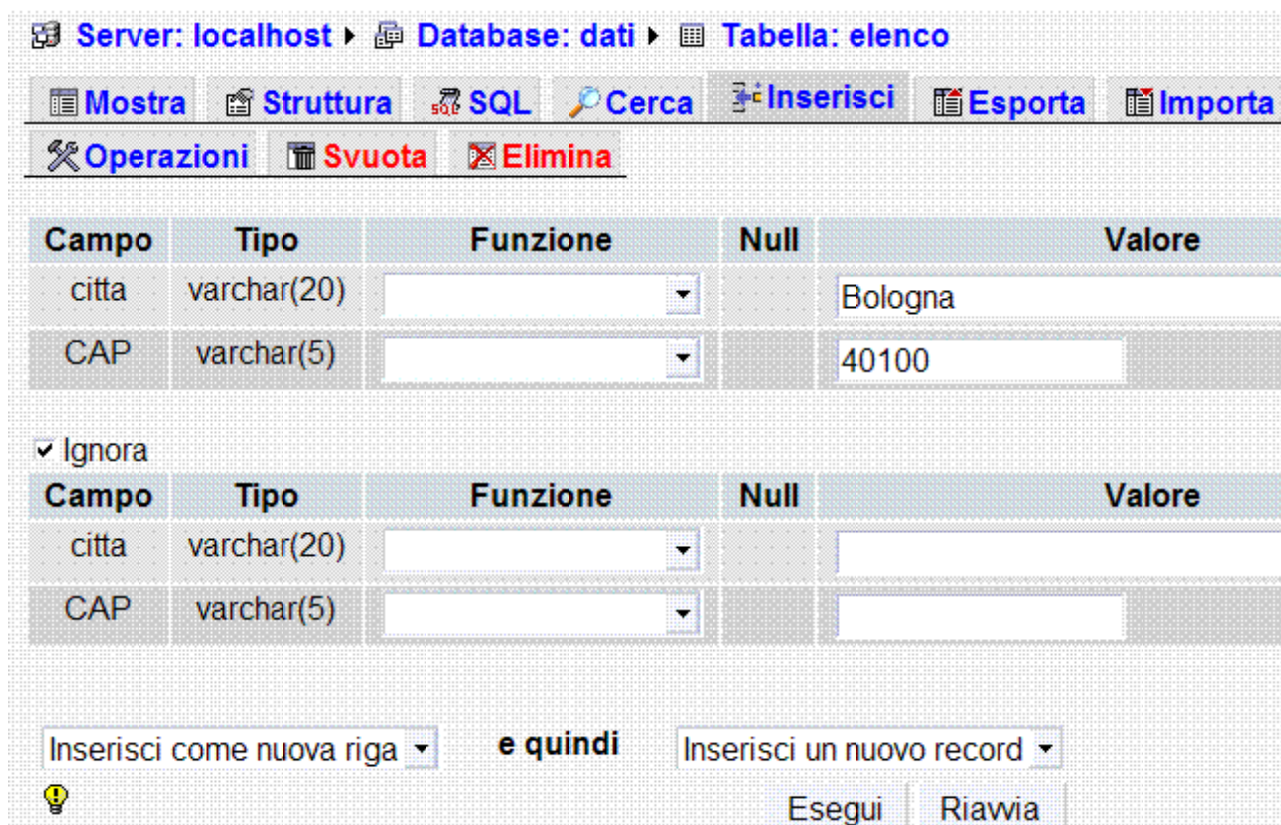 Server: localhost Database: dati Tabella: elenco
Mostra Struttura SQL Cerca Inserisci Esporta Importa
Operazioni Svuota Elimina
Campo Tipo Funzione Null Valore
citta varchar(20) Bologna
CAP varchar(5) 40100
Ignora
Campo Tipo Funzione Null Valore
citta varchar(20)
CAP varchar(5)
Inserisci come nuova riga e quindi Inserisci un nuovo record
Esegui Riavvia